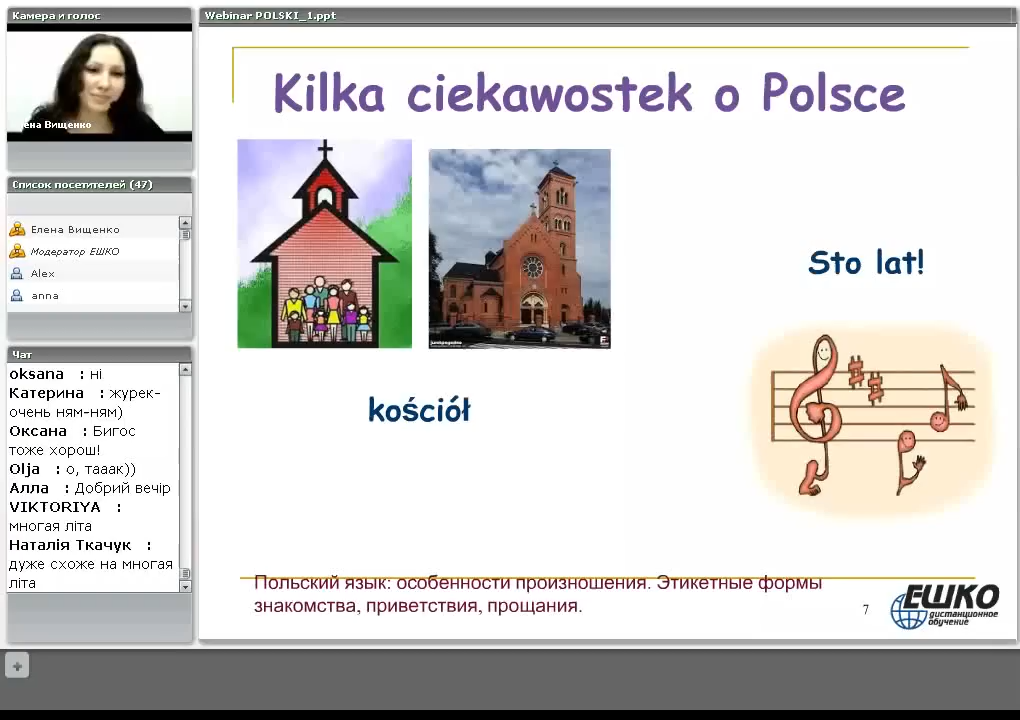 Камера и голос
ена Вищенко
Список посетителей (47)
Елена Вищенко
Модератор ЕШКО
Alex
anna
Чат
oksana : ні
Катерина : журек-
очень ням-ням)
Оксана : Бигос
тоже хорош!
Olja : о, тааак))
Алла : Добрий вечір
VIKTORIYA :
многая літа
Наталія Ткачук :
дуже схоже на многая
літа
Webinar POLSKI_1.ppt
Kilka ciekawostek o Polsce
Sto lat!
kościół
Польский язык: особенности произношения. Этикетные формы
знакомства, приветствия, прощания.
7
ЕШКО
дистанционное
обучение